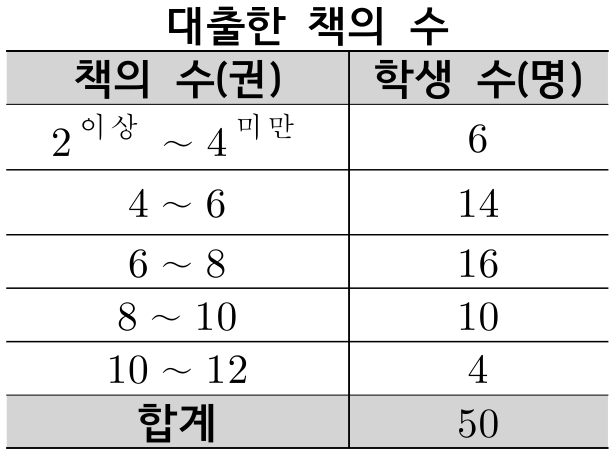 대출한 책의 수
책의 수(권) 학생 수(명)
2 이상 ~ 4 미만 6
4 ~ 6 14
6 ~ 8 16
8 ~ 10 10
10 ~ 12 4
합계 50